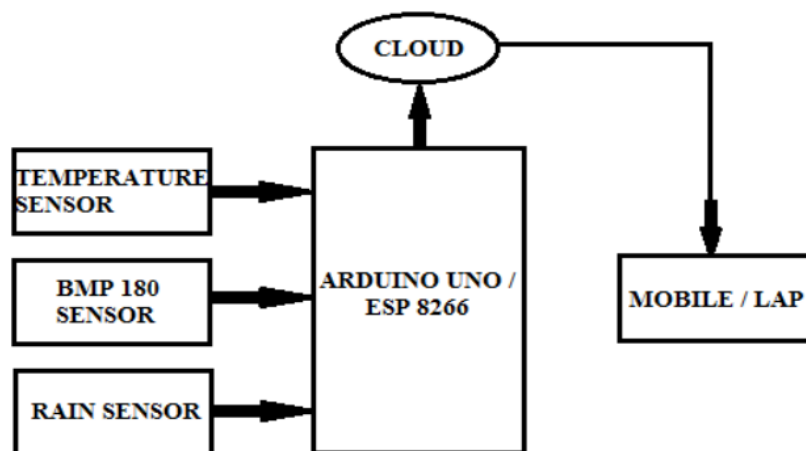 CLOUD
TEMPERATURE
SENSOR
BMP 180
SENSOR
RAIN SENSOR
ARDUINO UNO /
ESP 8266
MOBILE / LAP